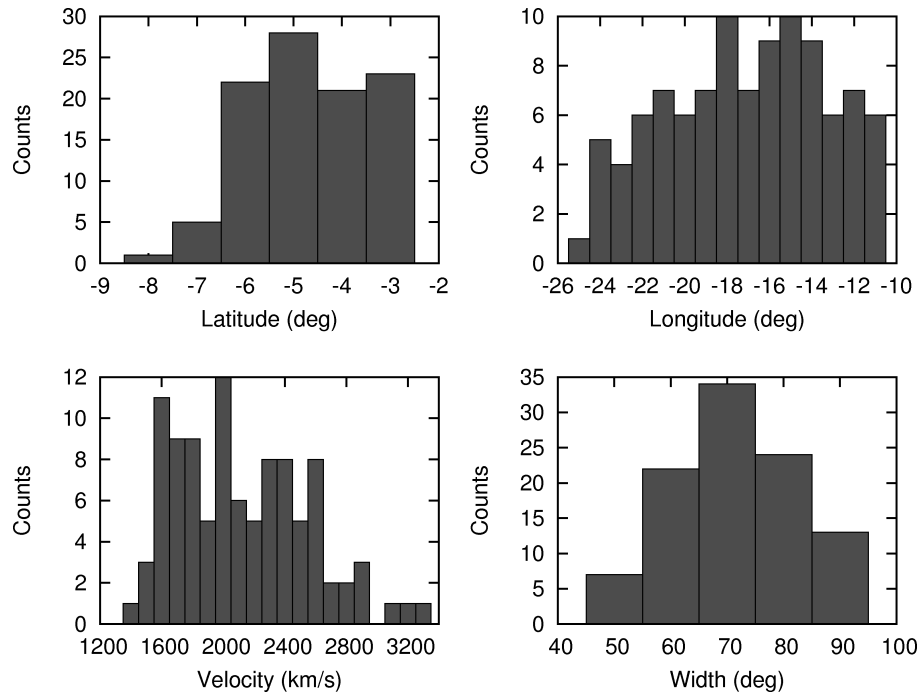 30
25
20
15
10
5
0
Counts
-9 -8 -7 -6 -5 -4 -3 -2
Latitude (deg)
10
8
6
4
2
0
Counts
-26 -24 -22 -20 -18 -16 -14 -12 -10
Longitude (deg)
12
10
8
6
4
2
0
Counts
1200 1600 2000 2400 2800 3200
Velocity (km/s)
35
30
25
20
15
10
5
0
Counts
40 50 60 70 80 90 100
Width (deg)